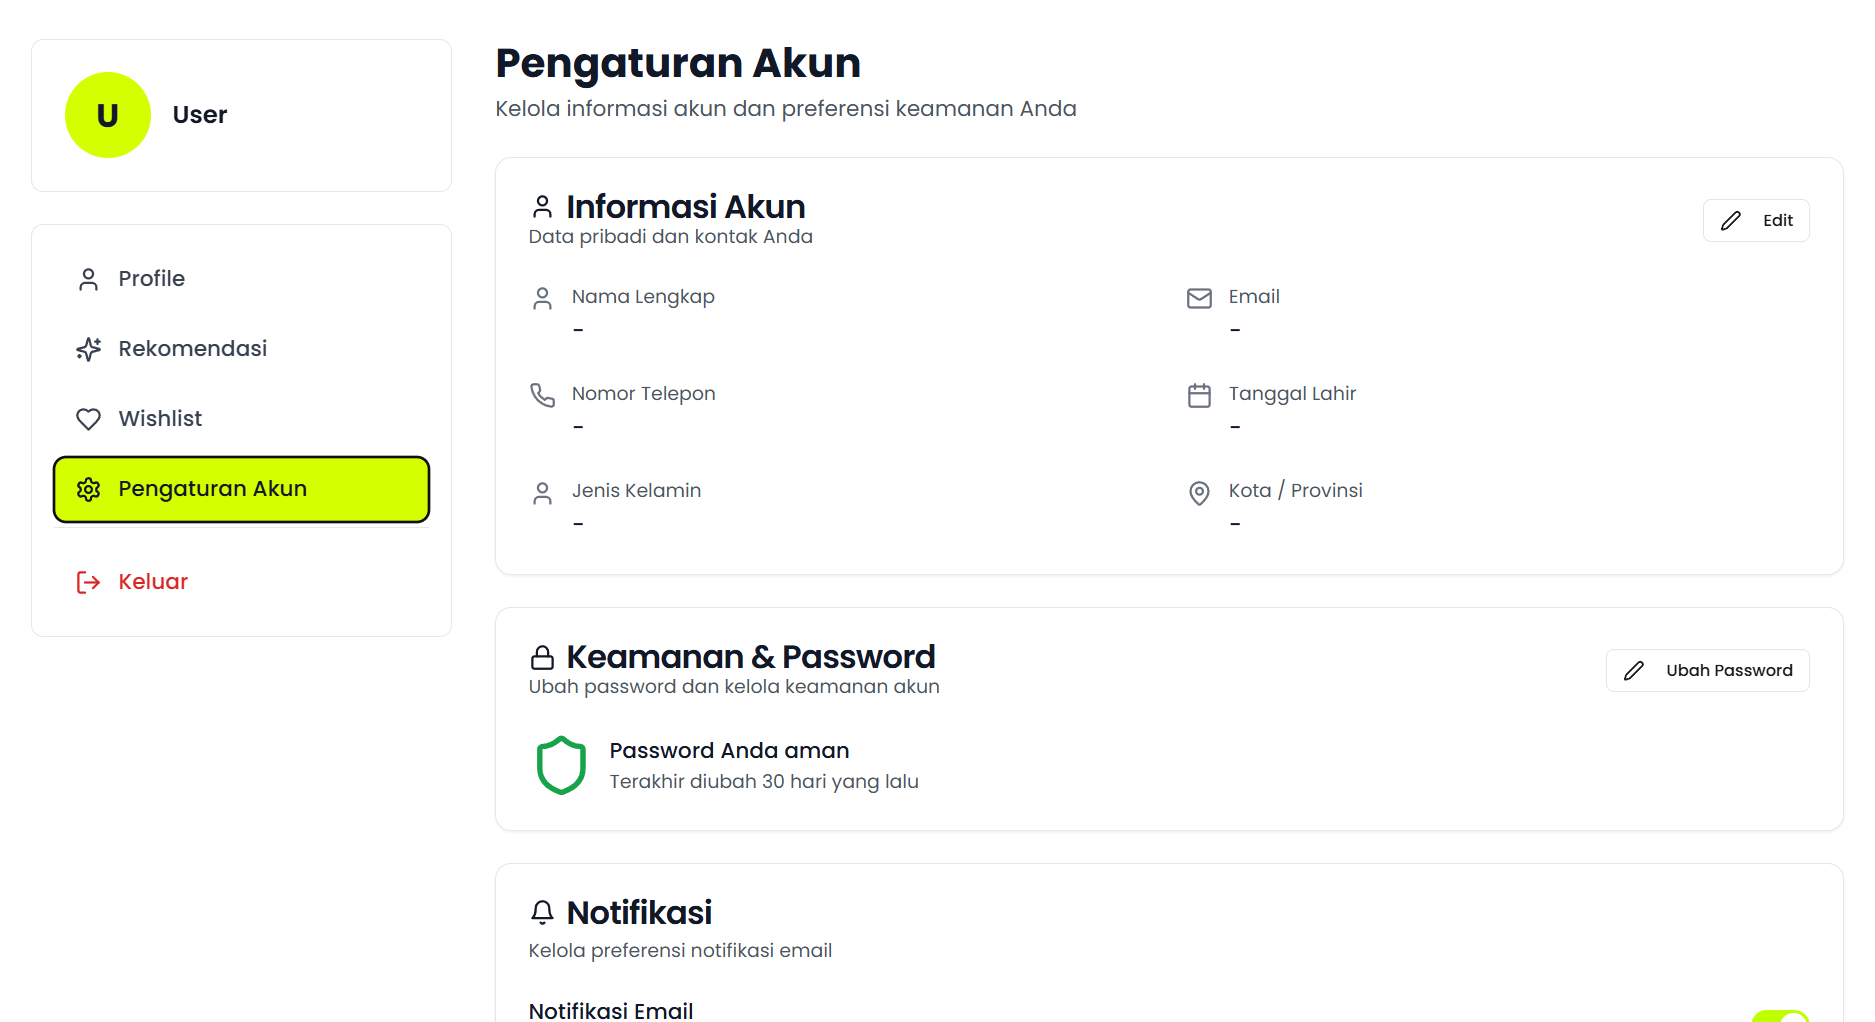 U
User
Profile
Rekomendasi
Wishlist
Pengaturan Akun
Keluar
Pengaturan Akun
Kelola informasi akun dan preferensi keamanan Anda
Informasi Akun
Data pribadi dan kontak Anda
Edit
Nama Lengkap
-
Email
-
Nomor Telepon
-
Tanggal Lahir
-
Jenis Kelamin
-
Kota / Provinsi
-
Keamanan & Password
Ubah password dan kelola keamanan akun
Ubah Password
Password Anda aman
Terakhir diubah 30 hari yang lalu
Notifikasi
Kelola preferensi notifikasi email
Notifikasi Email